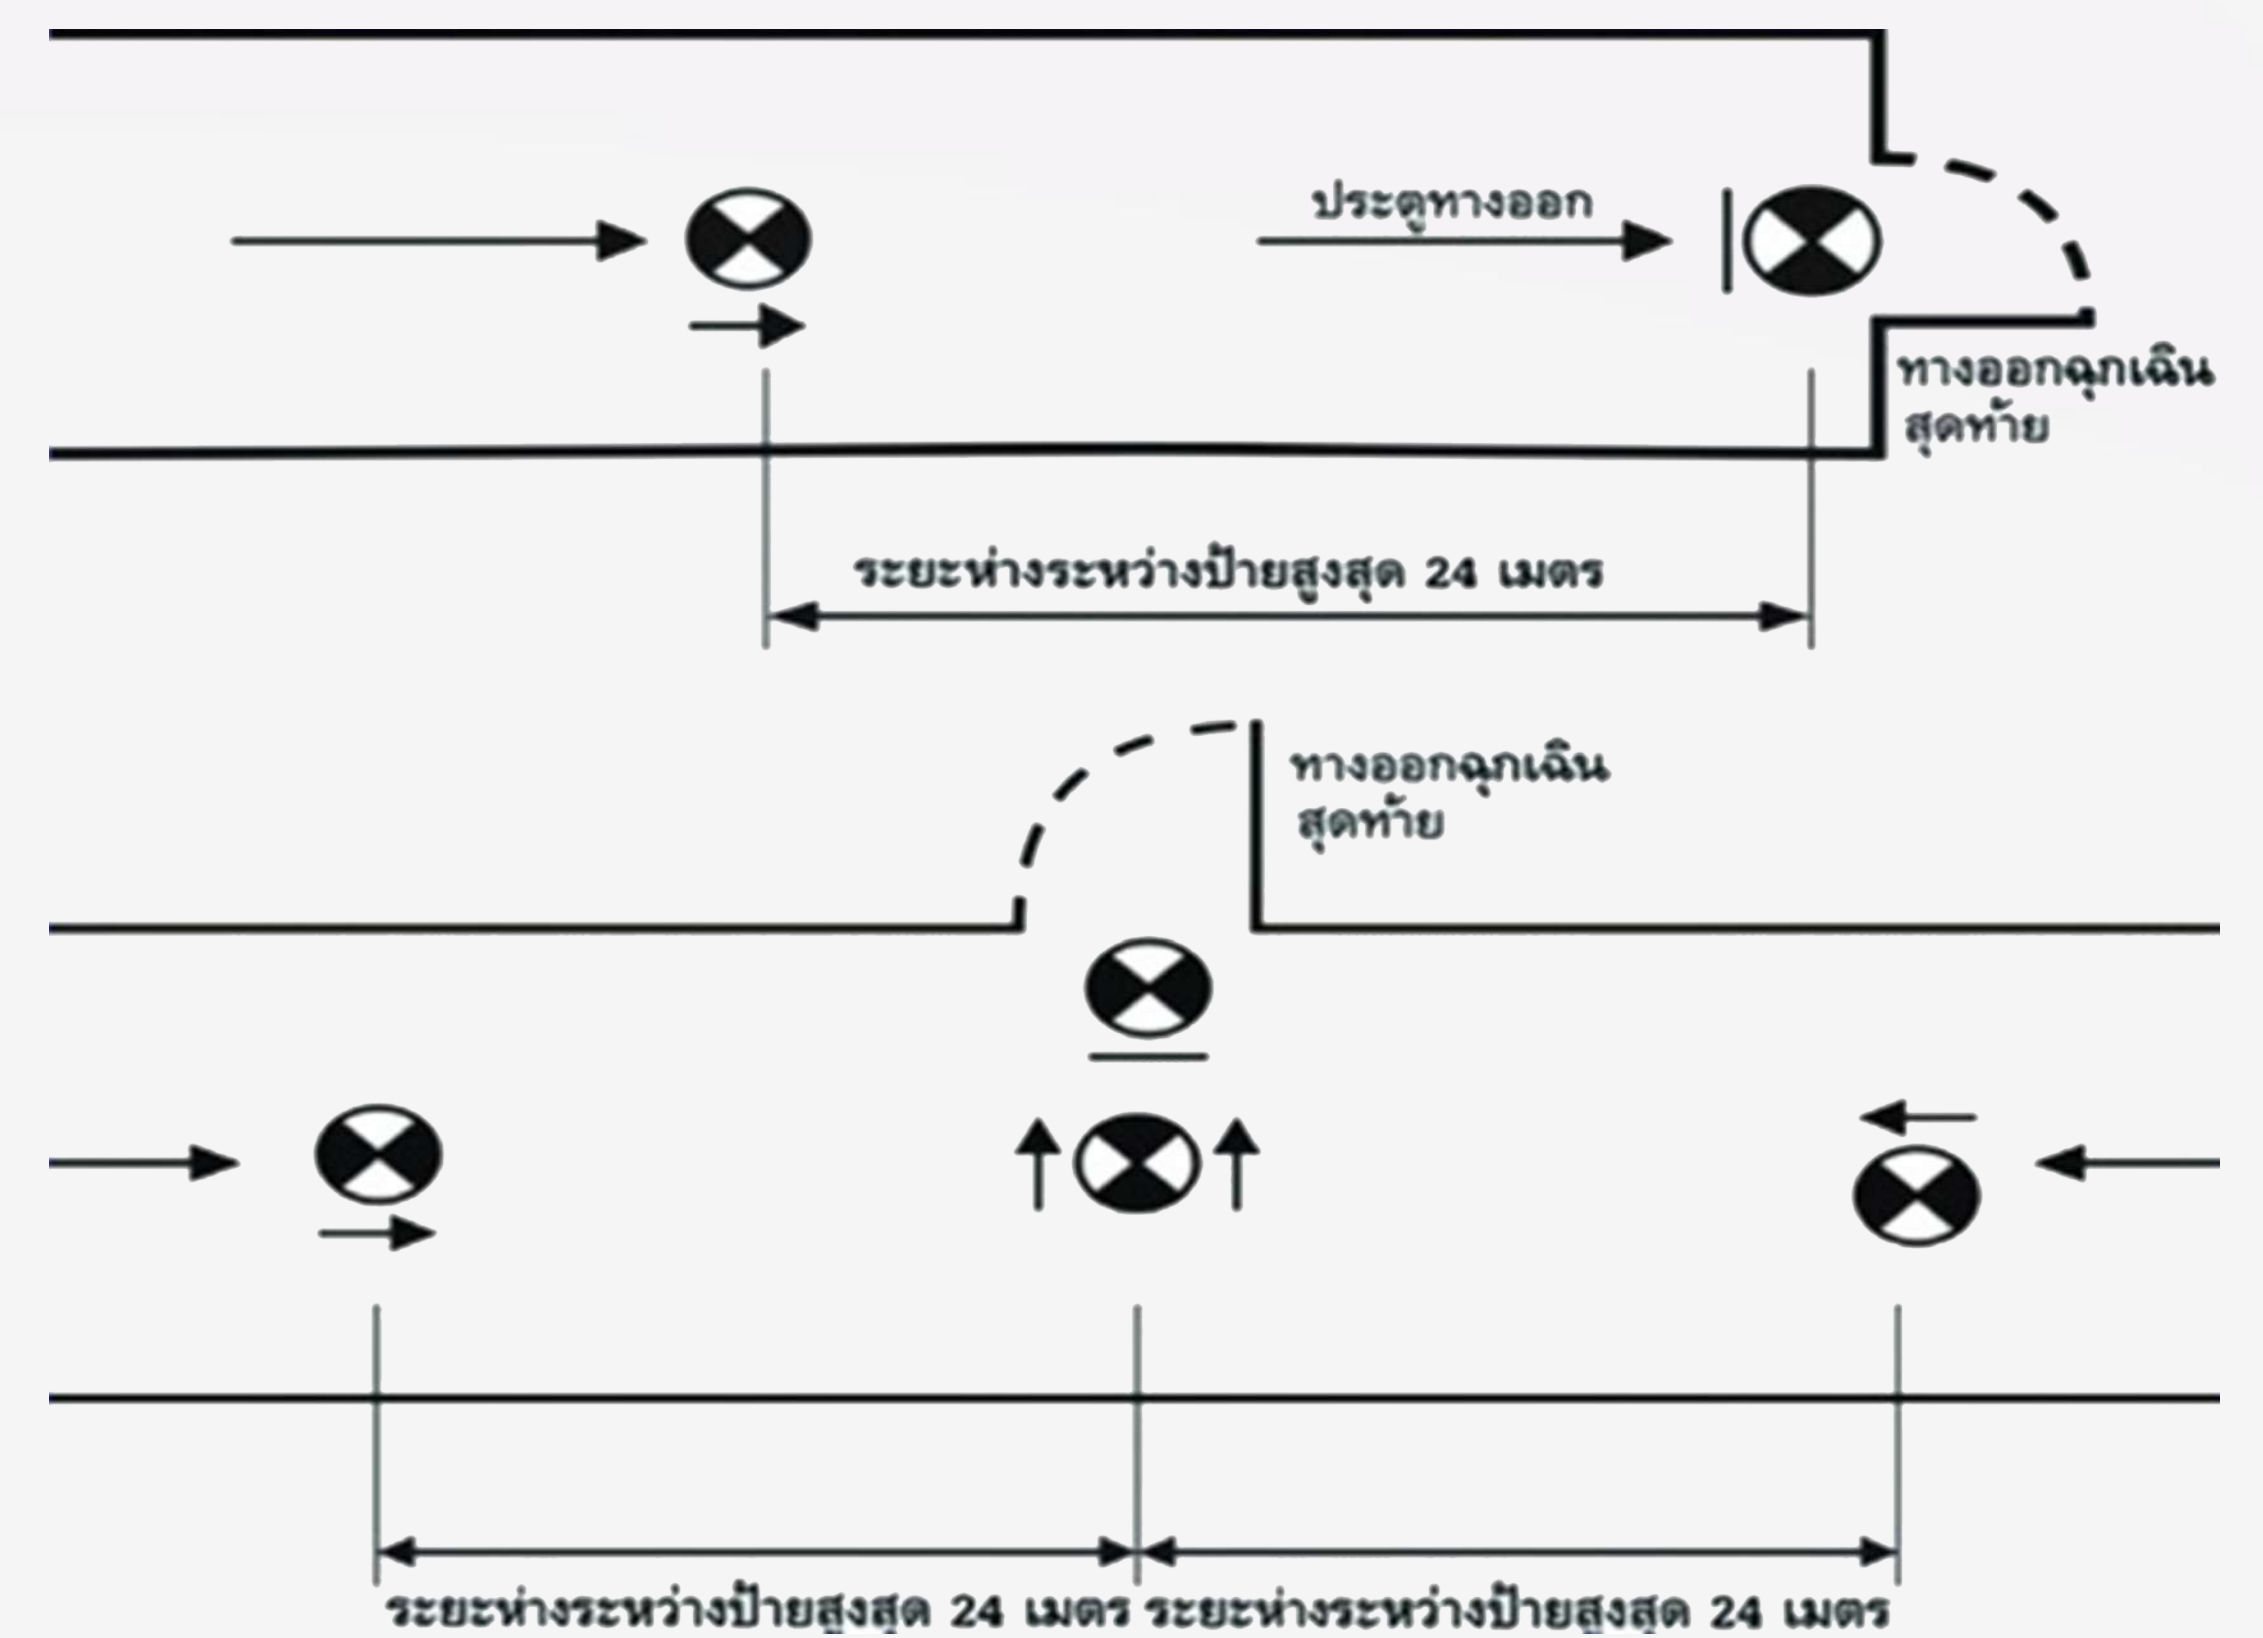 ประตูทางออก
ทางออกฉุกเฉิน
สุดท้าย
ระยะห่างระหว่างป้ายสูงสุด 24 เมตร
ทางออกฉุกเฉิน
สุดท้าย
ระยะห่างระหว่างป้ายสูงสุด 24 เมตร ระยะห่างระหว่างป้ายสูงสุด 24 เมตร